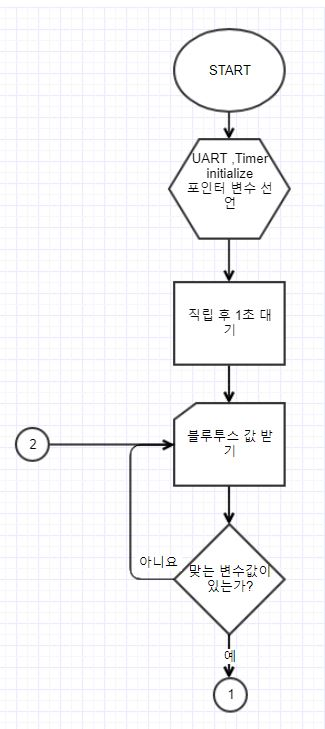 START
UART ,Timer
initialize
포인터 변수 선
언
직립 후 1초 대
기
블루투스 값 받
기
2
아니요
맞는 변수값이
있는가?
예
1